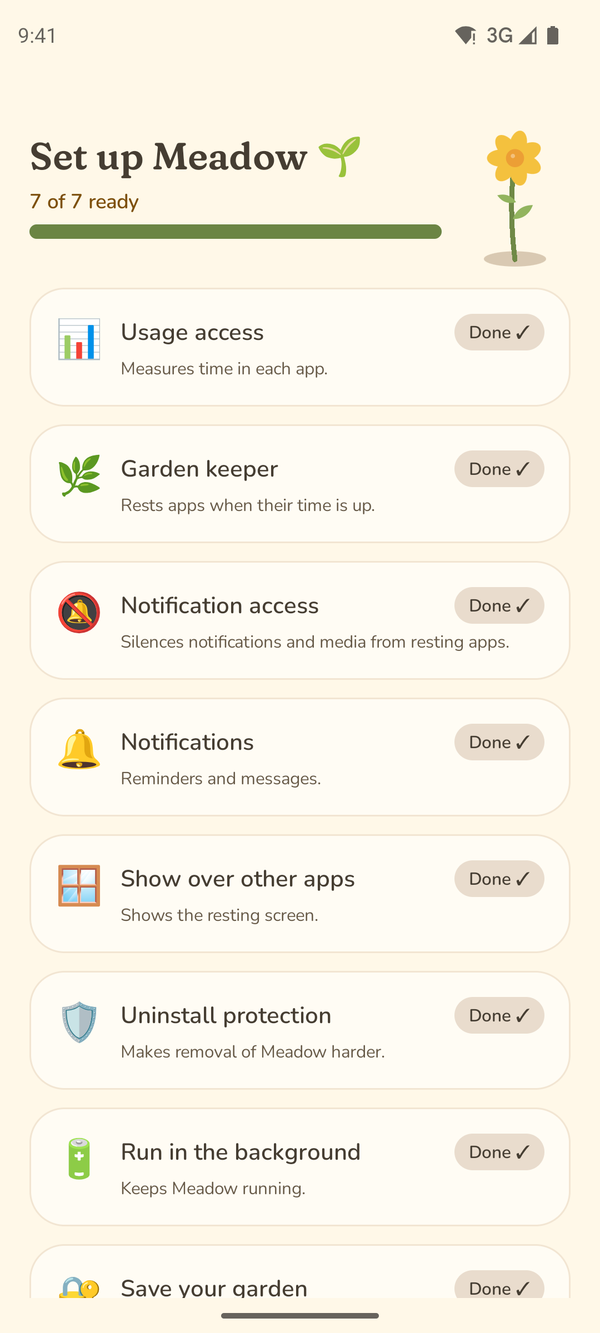 9:41
3G
Set up Meadow 🌱
7 of 7 ready
Usage access
Done ✓
Measures time in each app.
Garden keeper
Done ✓
Rests apps when their time is up.
Notification access
Done ✓
Silences notifications and media from resting apps.
Notifications
Done ✓
Reminders and messages.
Show over other apps
Done ✓
Shows the resting screen.
Uninstall protection
Done ✓
Makes removal of Meadow harder.
Run in the background
Done ✓
Keeps Meadow running.
Save your garden
Done ✓